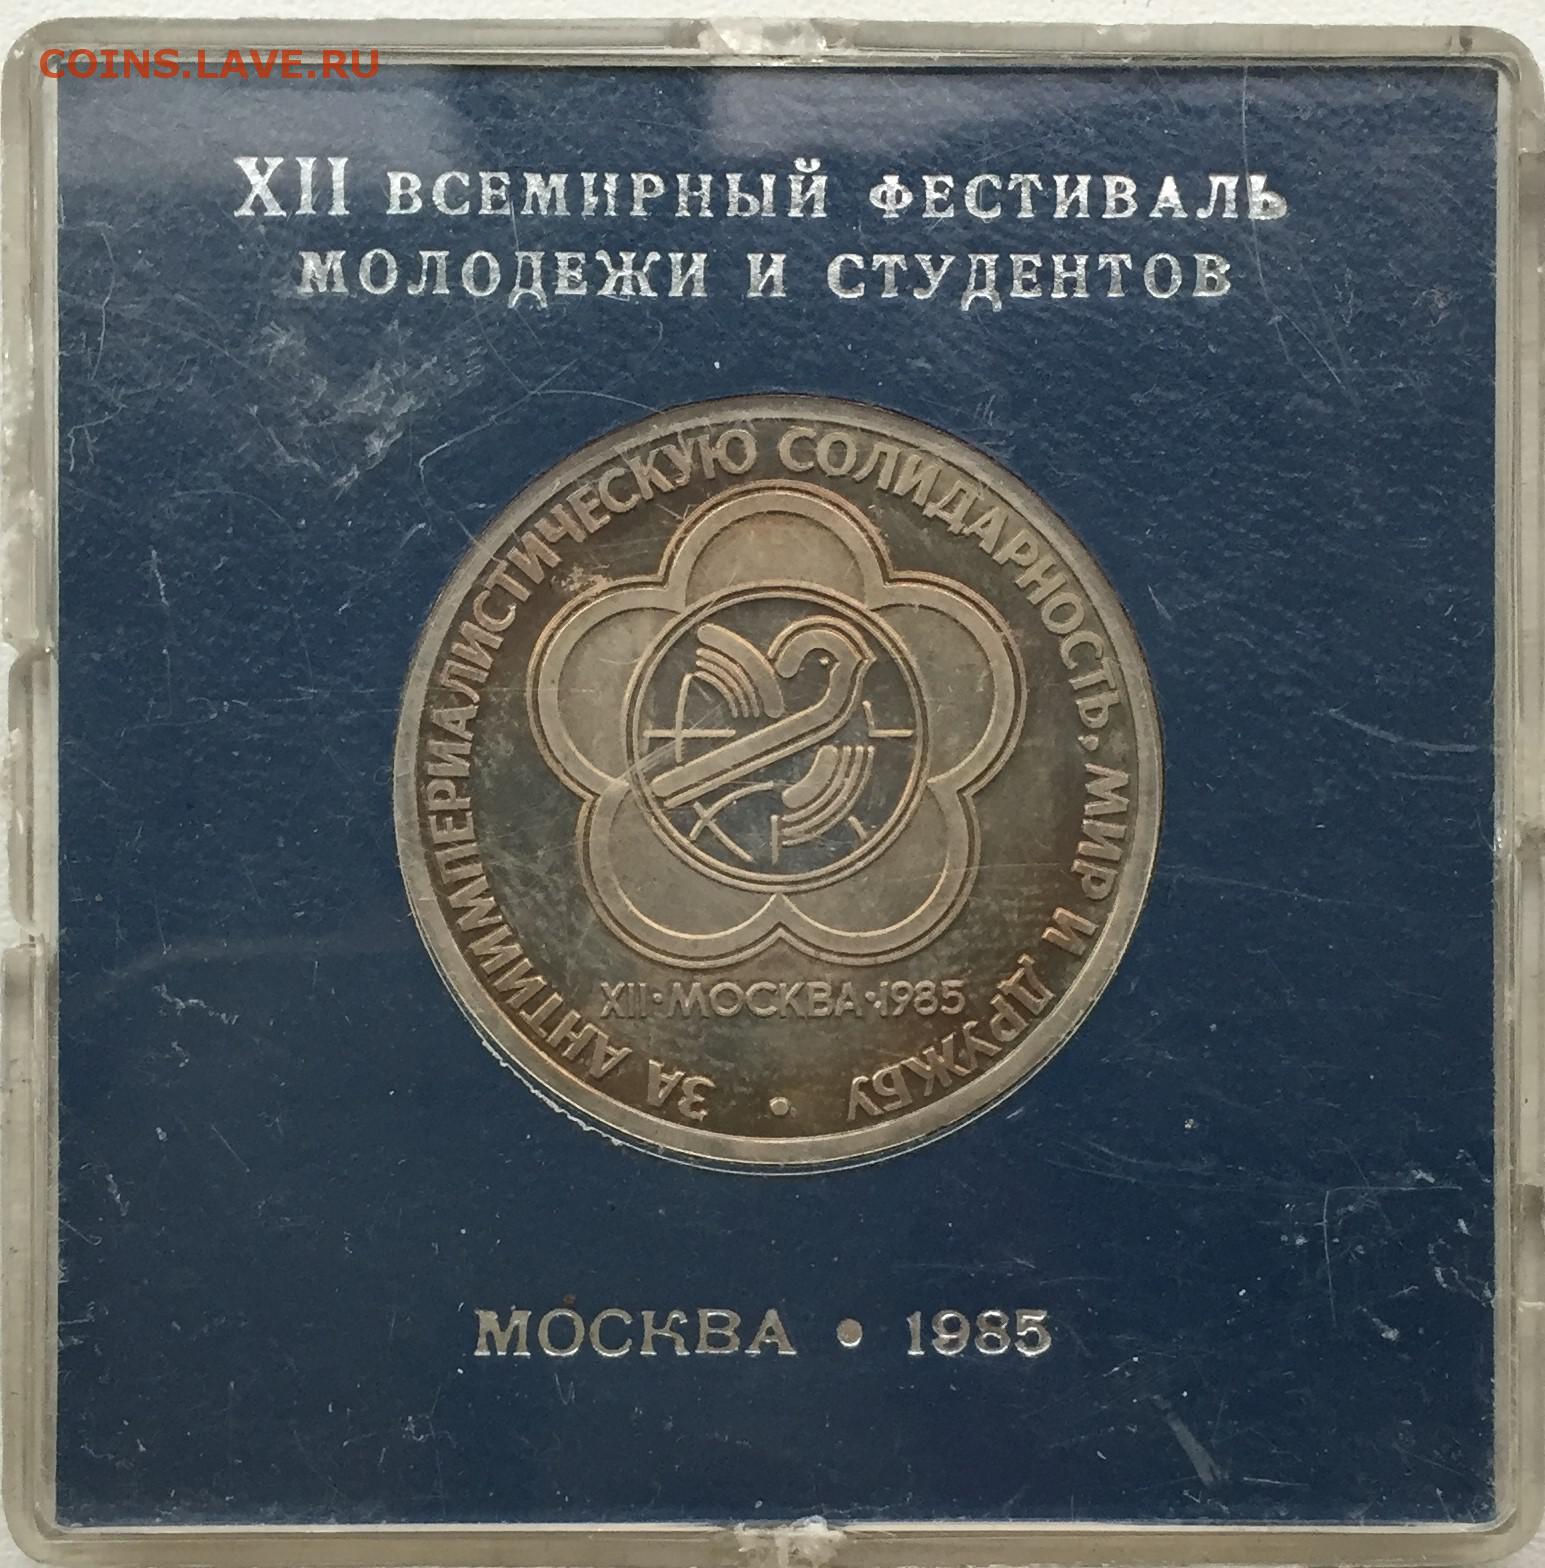 COINS.LAVE.RU
XII ВСЕМИРНЫЙ ФЕСТИВАЛЬ
МОЛОДЕЖИ И СТУДЕНТОВ
ЗА АНТИИМПЕРИАЛИСТИЧЕСКУЮ СОЛИДАРНОСТЬ, МИР И ДРУЖБУ •
XII•МОСКВА•1985
МОСКВА • 1985